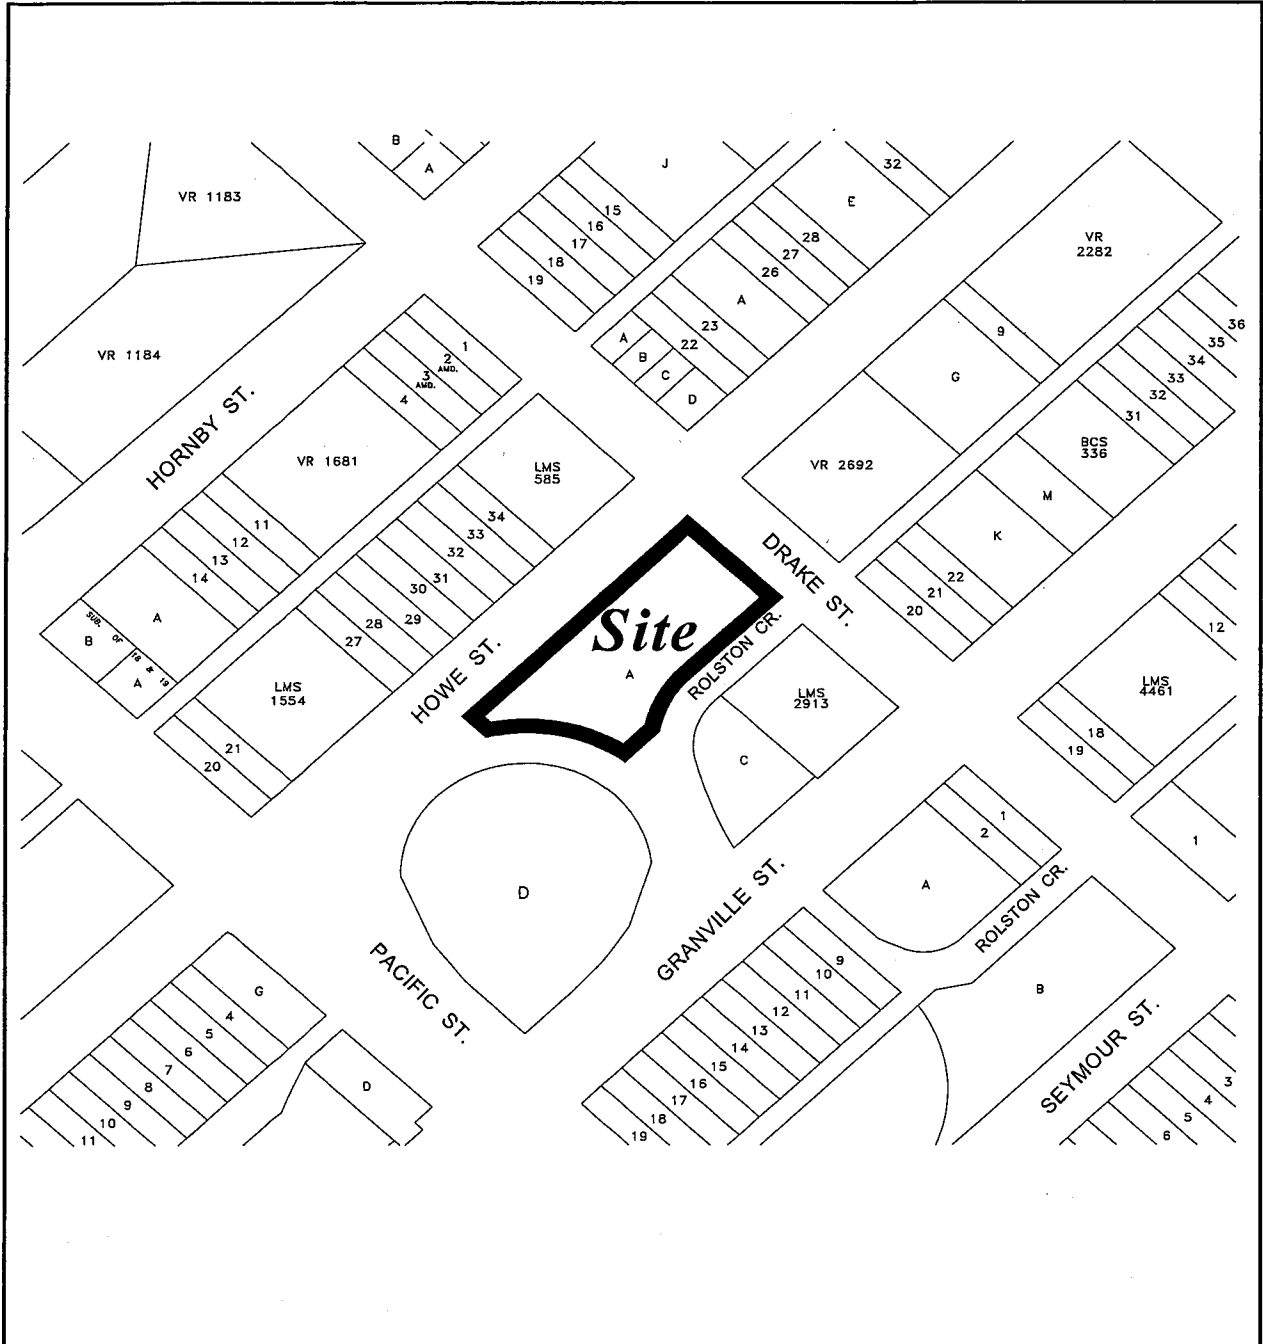 B
A
VR 1183
J
32
E
15
16
17
18
19
28
27
26
A
23
22
A
B
C
D
VR
2282
36
35
34
33
32
31
9
G
VR 1184
1
2
AMD.
3
AMD.
4
HORNBY ST.
VR 1681
LMS
585
VR 2692
BCS
336
M
K
11
12
13
14
34
33
32
31
30
29
28
27
DRAKE ST.
22
21
20
A
B
SUB. OF 18 & 19
A
Site
A
HOWE ST.
ROLSTON CR.
12
LMS
1554
LMS
2913
LMS
4461
21
20
18
19
C
1
2
1
A
D
GRANVILLE ST.
ROLSTON CR.
PACIFIC ST.
9
10
11
12
13
14
15
16
17
18
19
B
G
4
5
6
7
8
9
10
11
D
SEYMOUR ST.
3
4
5
6